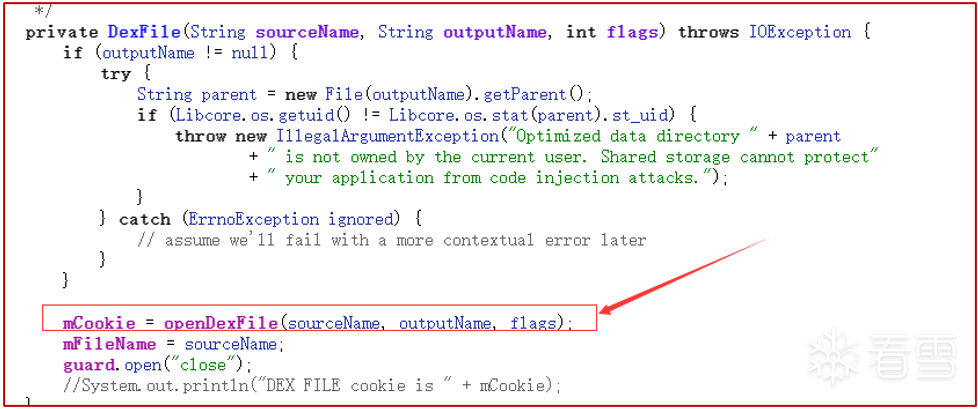 */
private DexFile(String sourceName, String outputName, int flags) throws IOException {
if (outputName != null) {
try {
String parent = new File(outputName).getParent();
if (Libcore.os.getuid() != Libcore.os.stat(parent).st_uid) {
throw new IllegalArgumentException("Optimized data directory " + parent
+ " is not owned by the current user. Shared storage cannot protect"
+ " your application from code injection attacks.");
}
} catch (ErrnoException ignored) {
// assume we'll fail with a more contextual error later
}
}
mCookie = openDexFile(sourceName, outputName, flags);
mFileName = sourceName;
guard.open("close");
//System.out.println("DEX FILE cookie is " + mCookie);
}
看雪